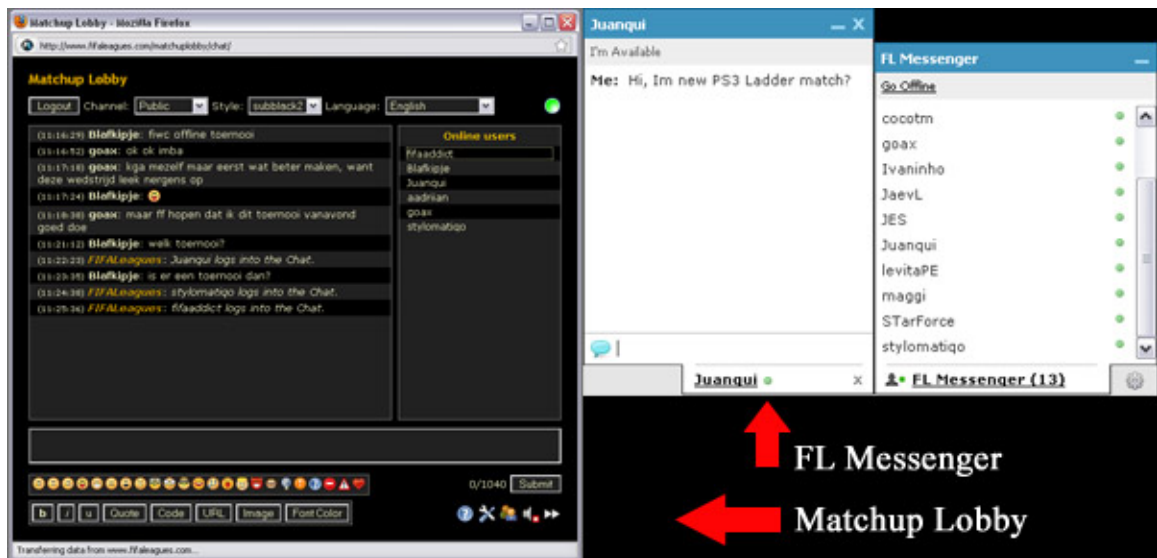 Matchup Lobby - Mozilla Firefox
http://www.fifaleagues.com/matchuplobby/chat/
Matchup Lobby
Logout Channel: Public Style: subblack2 Language: English
(11:16:29) Blafkipje: fiwc offline toernooi
(11:16:52) goax: ok ok imba
(11:17:18) goax: kga mezelf maar eerst wat beter maken, want
deze wedstrijd leek nergens op
(11:17:24) Blafkipje:
(11:18:38) goax: maar ff hopen dat ik dit toernooi vanavond
goed doe
(11:21:12) Blafkipje: welk toernooi?
(11:22:23) FIFALeagues: Juanqui logs into the Chat.
(11:23:35) Blafkipje: is er een toernooi dan?
(11:24:38) FIFALeagues: stylomatiqo logs into the Chat.
(11:25:36) FIFALeagues: fifaaddict logs into the Chat.
Online users
fifaaddict
Blafkipje
Juanqui
aadrian
goax
stylomatiqo
0/1040 Submit
b i u Quote Code URL Image Font Color
Transferring data from www.fifaleagues.com...
Juanqui
I'm Available
Me: Hi, Im new PS3 Ladder match?
Juanqui x
FL Messenger
Go Offline
cocotm
goax
Ivaninho
JaevL
JES
Juanqui
levitaPE
maggi
STarForce
stylomatiqo
FL Messenger (13)
FL Messenger
Matchup Lobby